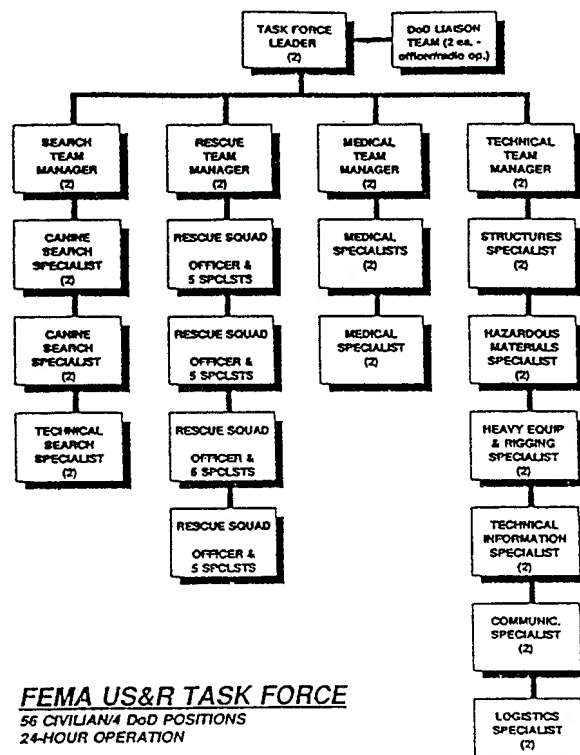 TASK FORCE
LEADER
(2)
DoD LIAISON
TEAM (2 ea. -
officer/radio op.)
SEARCH
TEAM
MANAGER
(2)
RESCUE
TEAM
MANAGER
(2)
MEDICAL
TEAM
MANAGER
(2)
TECHNICAL
TEAM
MANAGER
(2)
CANINE
SEARCH
SPECIALIST
(2)
RESCUE SQUAD
OFFICER &
5 SPCLSTS
MEDICAL
SPECIALISTS
(2)
STRUCTURES
SPECIALIST
(2)
CANINE
SEARCH
SPECIALIST
(2)
RESCUE SQUAD
OFFICER &
5 SPCLSTS
MEDICAL
SPECIALIST
(2)
HAZARDOUS
MATERIALS
SPECIALIST
(2)
TECHNICAL
SEARCH
SPECIALIST
(2)
RESCUE SQUAD
OFFICER &
5 SPCLSTS
HEAVY EQUIP
& RIGGING
SPECIALIST
(2)
RESCUE SQUAD
OFFICER &
5 SPCLSTS
TECHNICAL
INFORMATION
SPECIALIST
(2)
COMMUNIC.
SPECIALIST
(2)
LOGISTICS
SPECIALIST
(2)
FEMA US&R TASK FORCE
56 CIVILIAN/4 DoD POSITIONS
24-HOUR OPERATION